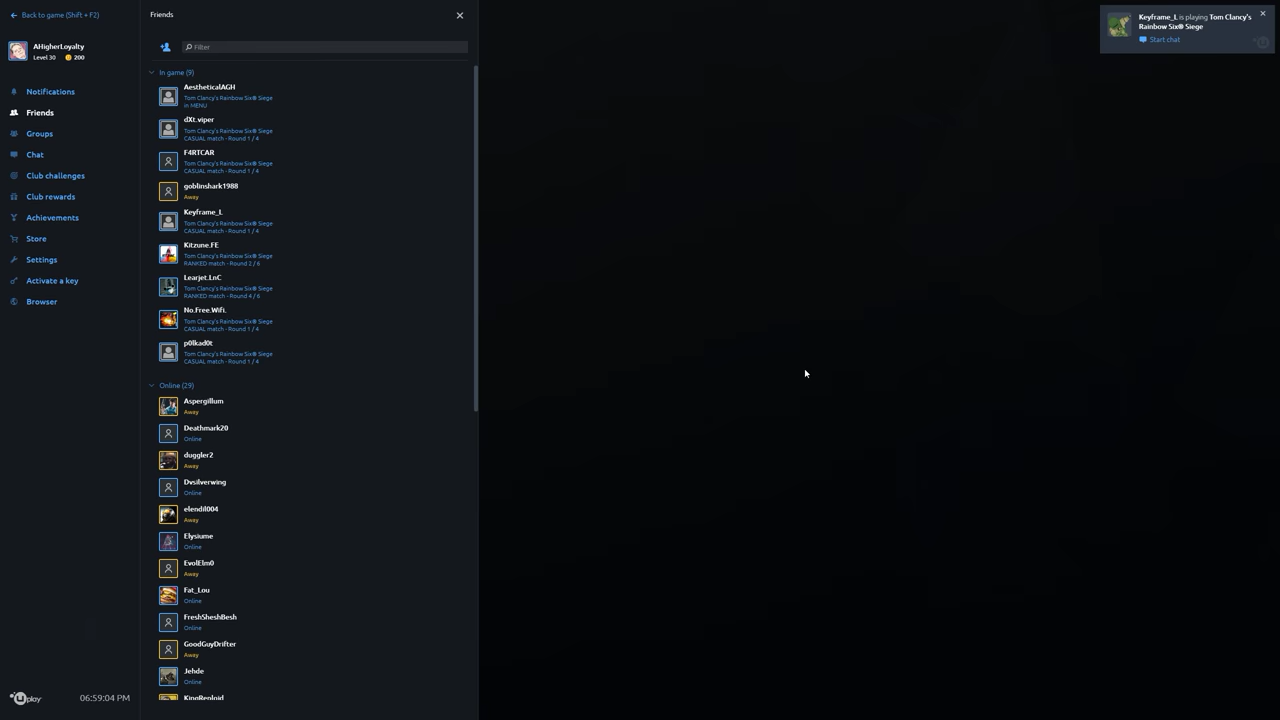 Back to game (Shift + F2)
AHigherLoyalty
Level 30 200
Notifications
Friends
Groups
Chat
Club challenges
Club rewards
Achievements
Store
Settings
Activate a key
Browser
uplay
06:59:04 PM
Friends
Filter
In game (9)
AestheticalAGH
Tom Clancy's Rainbow Six® Siege
in MENU
dXt.viper
Tom Clancy's Rainbow Six® Siege
CASUAL match - Round 1 / 4
F4RTCAR
Tom Clancy's Rainbow Six® Siege
CASUAL match - Round 1 / 4
goblinshark1988
Away
Keyframe_L
Tom Clancy's Rainbow Six® Siege
CASUAL match - Round 1 / 4
Kitzune.FE
Tom Clancy's Rainbow Six® Siege
RANKED match - Round 2 / 6
Learjet.LnC
Tom Clancy's Rainbow Six® Siege
RANKED match - Round 4 / 6
No.Free.Wifi.
Tom Clancy's Rainbow Six® Siege
CASUAL match - Round 1 / 4
p0lkad0t
Tom Clancy's Rainbow Six® Siege
CASUAL match - Round 1 / 4
Online (29)
Aspergillum
Away
Deathmark20
Online
duggler2
Away
Dvsilverwing
Online
elendil004
Away
Elysiume
Online
EvolElm0
Away
Fat_Lou
Online
FreshSheshBesh
Online
GoodGuyDrifter
Away
Jehde
Online
KingReploid
Keyframe_L is playing Tom Clancy's
Rainbow Six® Siege
Start chat